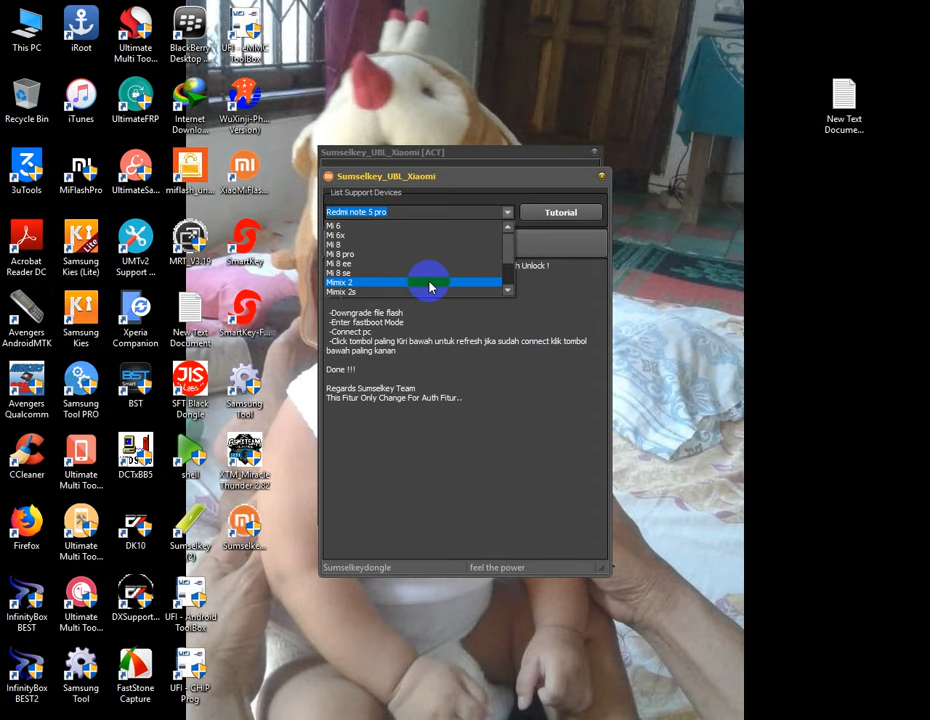 This PC
iRoot
Ultimate
Multi Too...
BlackBerry
Desktop ...
UFI - eMMC
ToolBox
Recycle Bin
iTunes
UltimateFRP
Internet
Downlo...
WuXinji-Ph...
Version)
New Text
Docume...
3uTools
MiFlashPro
UltimateSa...
miflash_un...
XiaoMiFlas...
Acrobat
Reader DC
Ki
Lite
Samsung
Kies (Lite)
UMTv2
Support ...
MRT_V3.19
SmartKey
Avengers
AndroidMTK
Ki
Samsung
Kies
Xperia
Companion
New Text
Document
SmartKey-F...
Avengers
Qualcomm
Samsung
Tool PRO
BST
BST
JIS
SFT Black
Dongle
Samsung
Tool
CCleaner
Ultimate
Multi Too...
DCTxBB5
shell
XTM_Miracle
Thunder 2.82
Firefox
Ultimate
Multi Too...
DK10
Sumselkey
(2)
Sumselke...
InfinityBox
BEST
Ultimate
Multi Too...
DXSupport...
UFI - Android
ToolBox
InfinityBox
BEST2
Samsung
Tool
FastStone
Capture
UFI - CHIP
Prog
Sumselkey_UBL_Xiaomi [ACT]
Sumselkey_UBL_Xiaomi
List Support Devices
Redmi note 5 pro
Tutorial
Mi 6
Mi 6x
Mi 8
Mi 8 pro
Mi 8 ee
Mi 8 se
Mimix 2
Mimix 2s
h Unlock !
-Downgrade file flash
-Enter fastboot Mode
-Connect pc
-Click tombol paling Kiri bawah untuk refresh jika sudah connect klik tombol
bawah paling kanan
Done !!!
Regards Sumselkey Team
This Fitur Only Change For Auth Fitur..
Sumselkeydongle
feel the power